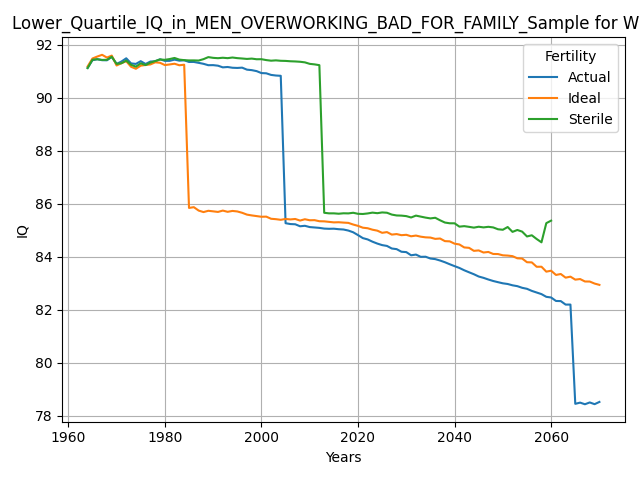 Lower_Quartile_IQ_in_MEN_OVERWORKING_BAD_FOR_FAMILY_Sample for W
Fertility
Actual
Ideal
Sterile
IQ
92
90
88
86
84
82
80
78
1960 1980 2000 2020 2040 2060
Years